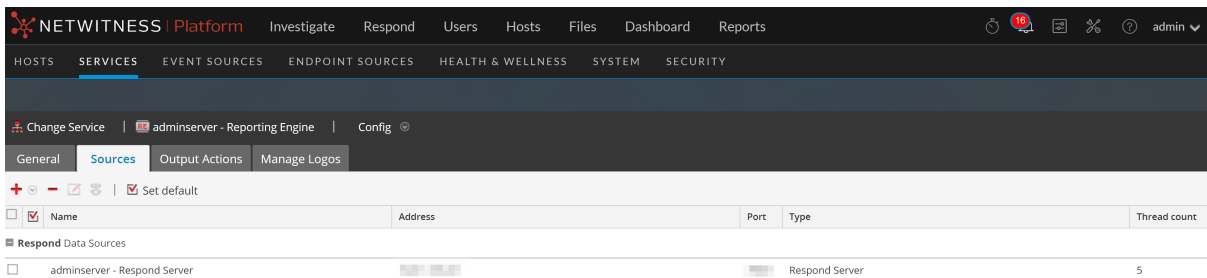 NETWITNESS Platform Investigate Respond Users Hosts Files Dashboard Reports 16 admin
HOSTS SERVICES EVENT SOURCES ENDPOINT SOURCES HEALTH & WELLNESS SYSTEM SECURITY
Change Service | RE adminserver - Reporting Engine | Config
General Sources Output Actions Manage Logos
Set default
Name Address Port Type Thread count
Respond Data Sources
adminserver - Respond Server Respond Server 5